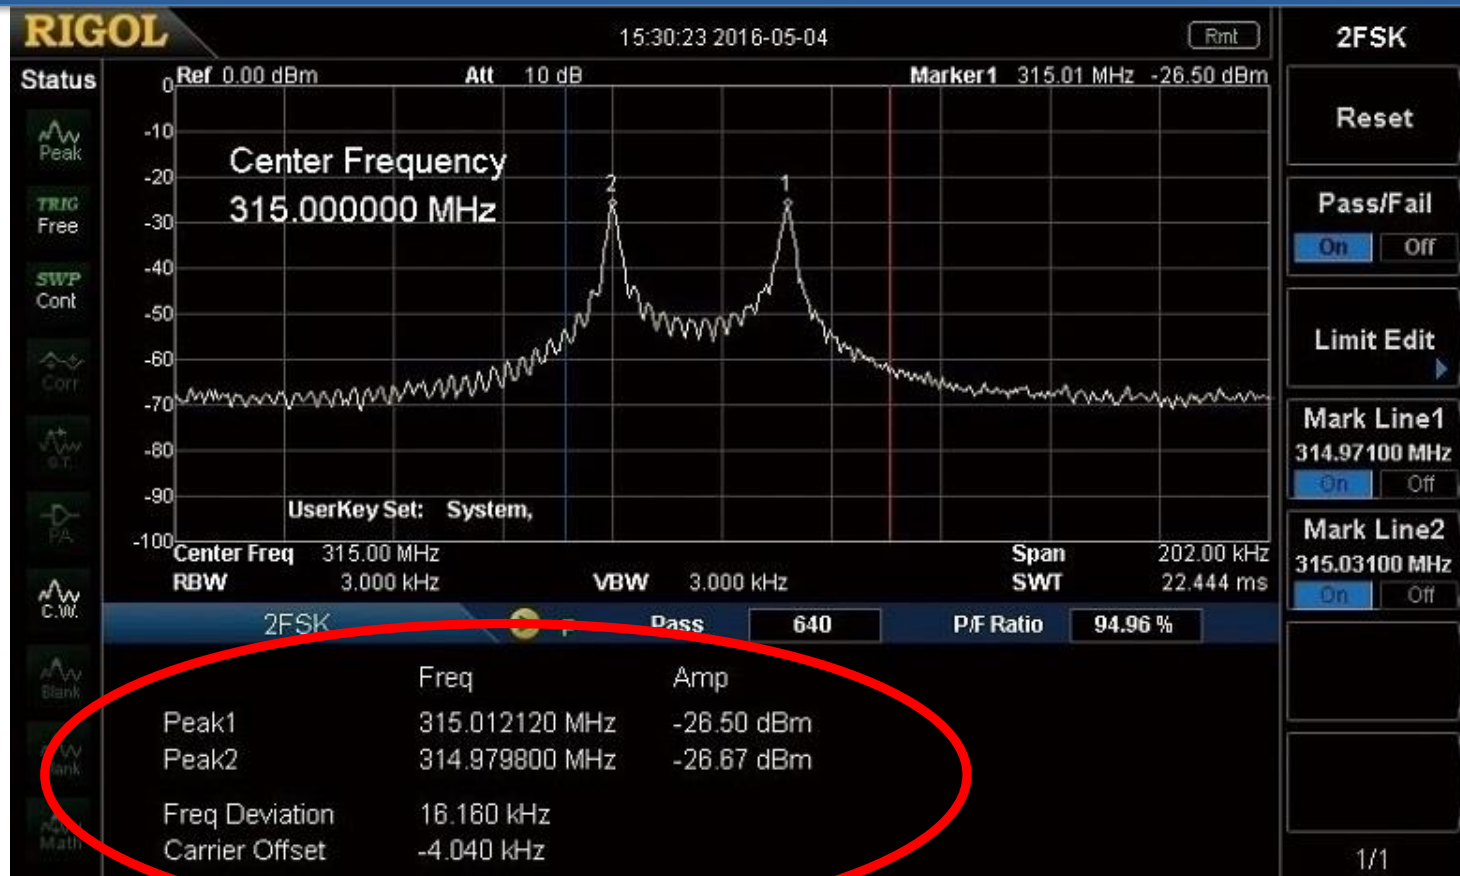 RIGOL
15:30:23 2016-05-04
Rmt
2FSK
Status
Ref 0.00 dBm Att 10 dB Marker1 315.01 MHz -26.50 dBm
0
-10
-20
-30
-40
-50
-60
-70
-80
-90
-100
Center Frequency
315.000000 MHz
2 1
UserKey Set: System,
Center Freq 315.00 MHz Span 202.00 kHz
RBW 3.000 kHz VBW 3.000 kHz SWT 22.444 ms
Peak
TRIG
Free
SWP
Cont
Corr
PA
C.W.
Blank
Math
Reset
Pass/Fail
On Off
Limit Edit
Mark Line1
314.97100 MHz
On Off
Mark Line2
315.03100 MHz
On Off
1/1
2FSK Pass 640 P/F Ratio 94.96 %
Freq Amp
Peak1 315.012120 MHz -26.50 dBm
Peak2 314.979800 MHz -26.67 dBm
Freq Deviation 16.160 kHz
Carrier Offset -4.040 kHz